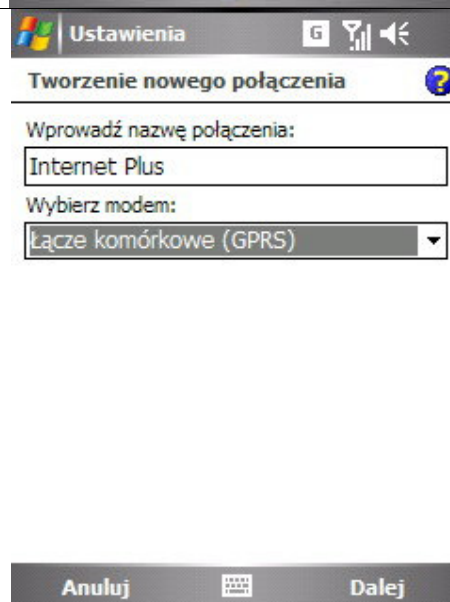 Ustawienia G
Tworzenie nowego połączenia ?
Wprowadź nazwę połączenia:
Internet Plus
Wybierz modem:
Łącze komórkowe (GPRS)
Anuluj Dalej